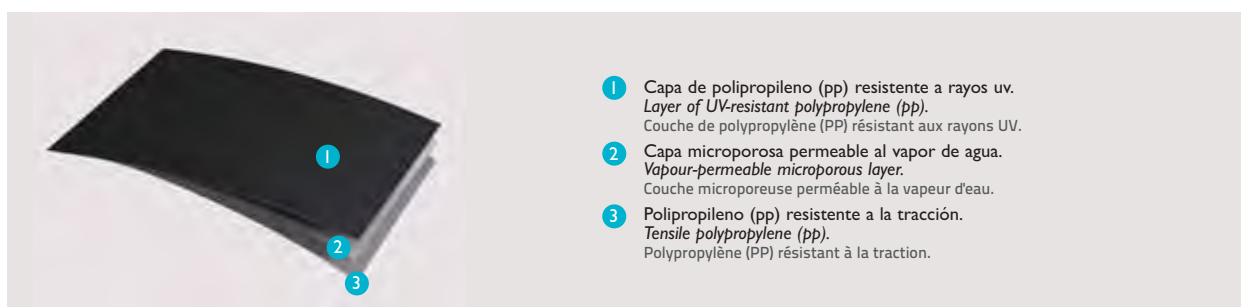 1
2
3
1 Capa de polipropileno (pp) resistente a rayos uv.
Layer of UV-resistant polypropylene (pp).
Couche de polypropylène (PP) résistant aux rayons UV.
2 Capa microporosa permeable al vapor de agua.
Vapour-permeable microporous layer.
Couche microporeuse perméable à la vapeur d'eau.
3 Polipropileno (pp) resistente a la tracción.
Tensile polypropylene (pp).
Polypropylène (PP) résistant à la traction.